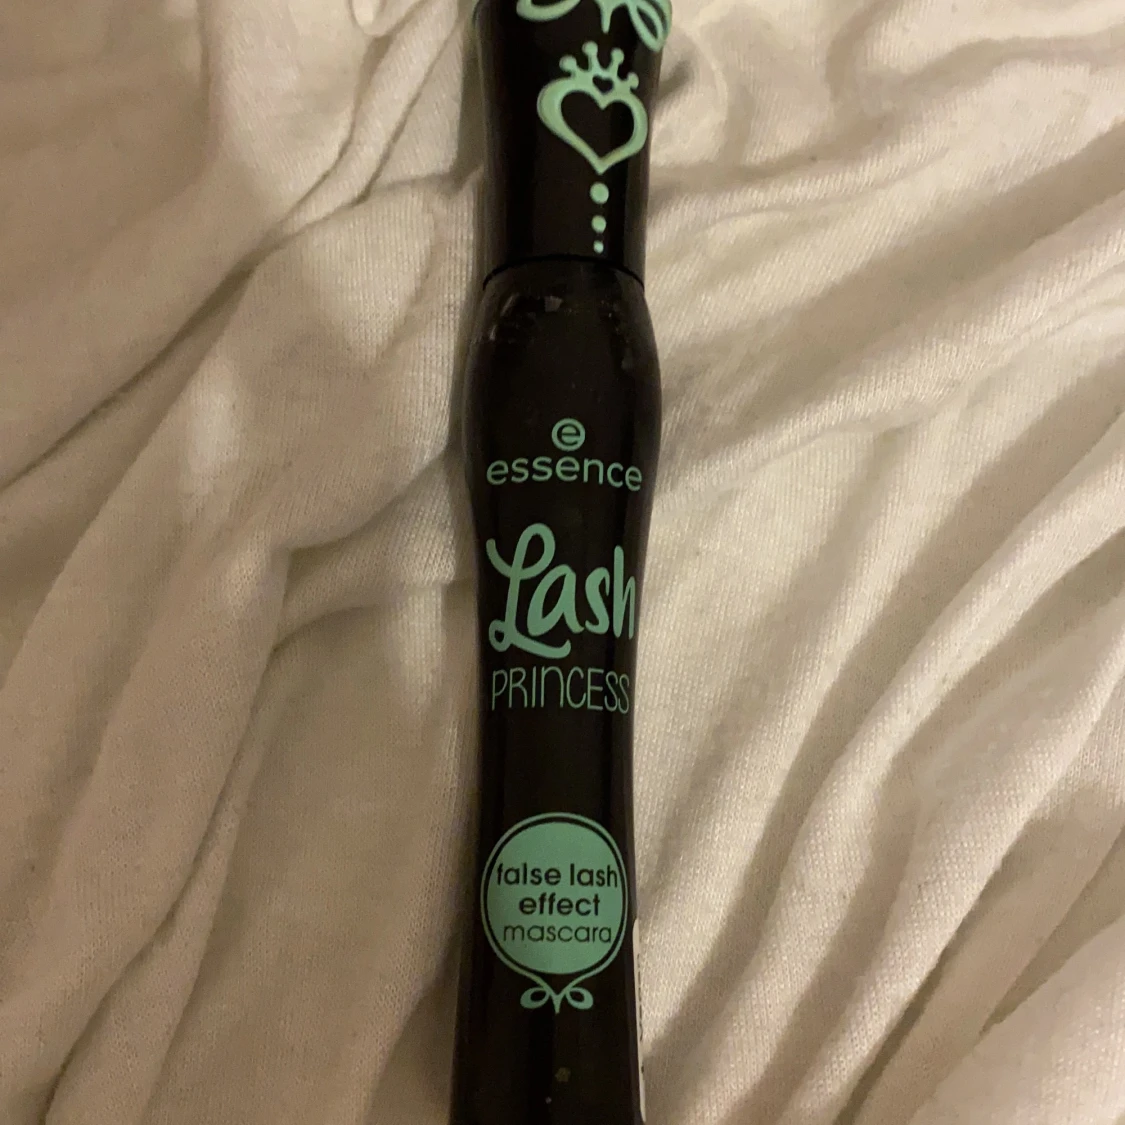 e
essence
Lash
PRINCESS
false lash
effect
mascara